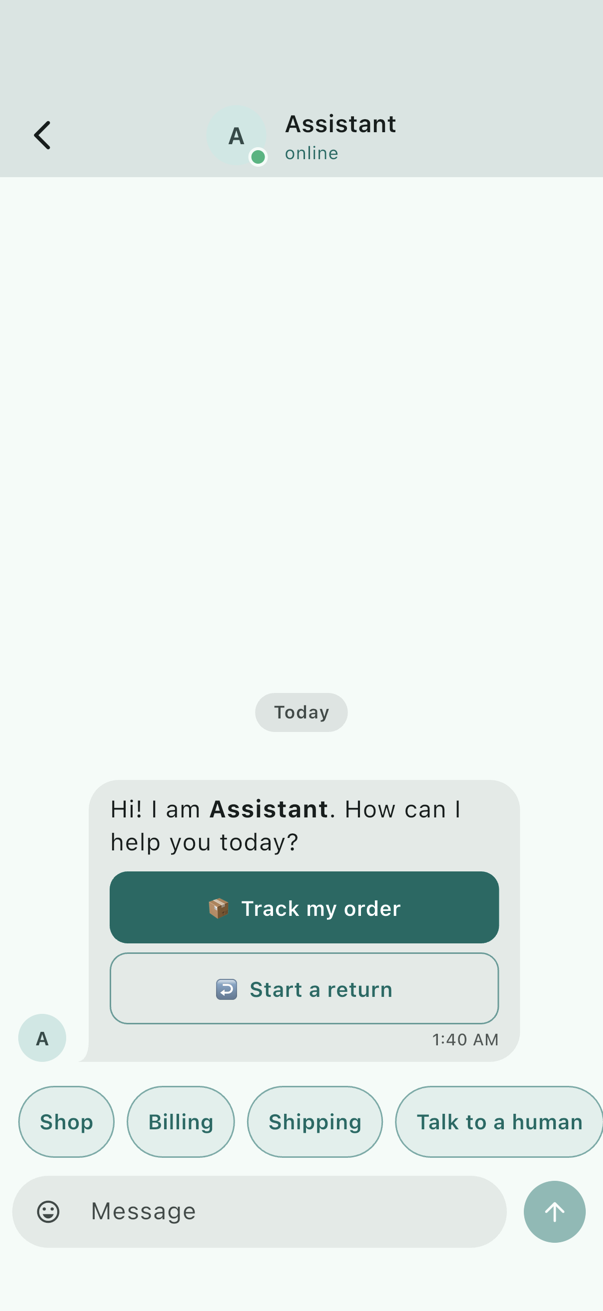 A
Assistant
online
Today
Hi! I am Assistant. How can I
help you today?
📦 Track my order
↩️ Start a return
1:40 AM
A
Shop
Billing
Shipping
Talk to a human
Message